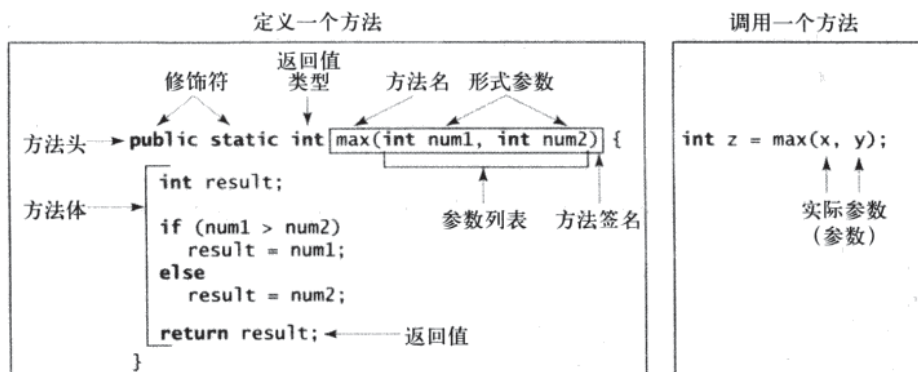 定义一个方法
调用一个方法
返回值
类型
修饰符
方法名
形式参数
方法头
public static int max(int num1, int num2) {
int result;
方法体
参数列表
方法签名
if (num1 > num2)
result = num1;
else
result = num2;
return result;
返回值
}
int z = max(x, y);
实际参数
(参数)